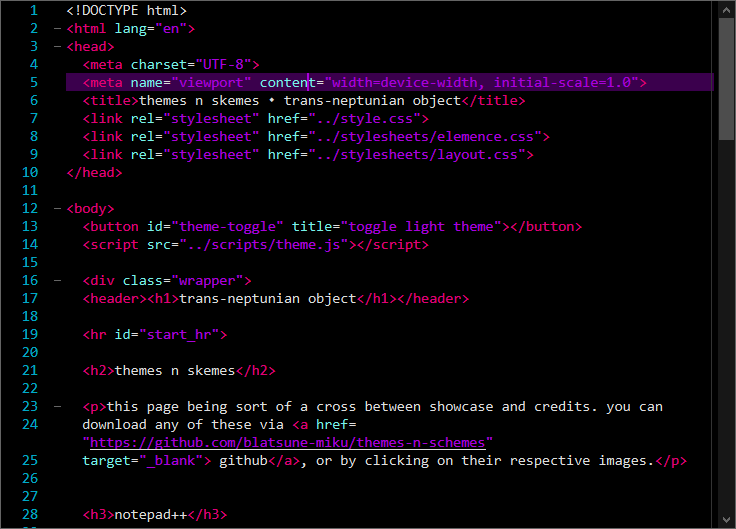 1 <!DOCTYPE html>
2 <html lang="en">
3 <head>
4 <meta charset="UTF-8">
5 <meta name="viewport" content="width=device-width, initial-scale=1.0">
6 <title>themes n skemes • trans-neptunian object</title>
7 <link rel="stylesheet" href="../style.css">
8 <link rel="stylesheet" href="../stylesheets/elemence.css">
9 <link rel="stylesheet" href="../stylesheets/layout.css">
10 </head>
11
12 <body>
13 <button id="theme-toggle" title="toggle light theme"></button>
14 <script src="../scripts/theme.js"></script>
15
16 <div class="wrapper">
17 <header><h1>trans-neptunian object</h1></header>
18
19 <hr id="start_hr">
20
21 <h2>themes n skemes</h2>
22
23 <p>this page being sort of a cross between showcase and credits. you can
24 download any of these via <a href=
"https://github.com/blatsune-miku/themes-n-schemes"
25 target="_blank"> github</a>, or by clicking on their respective images.</p>
26
27
28 <h3>notepad++</h3>